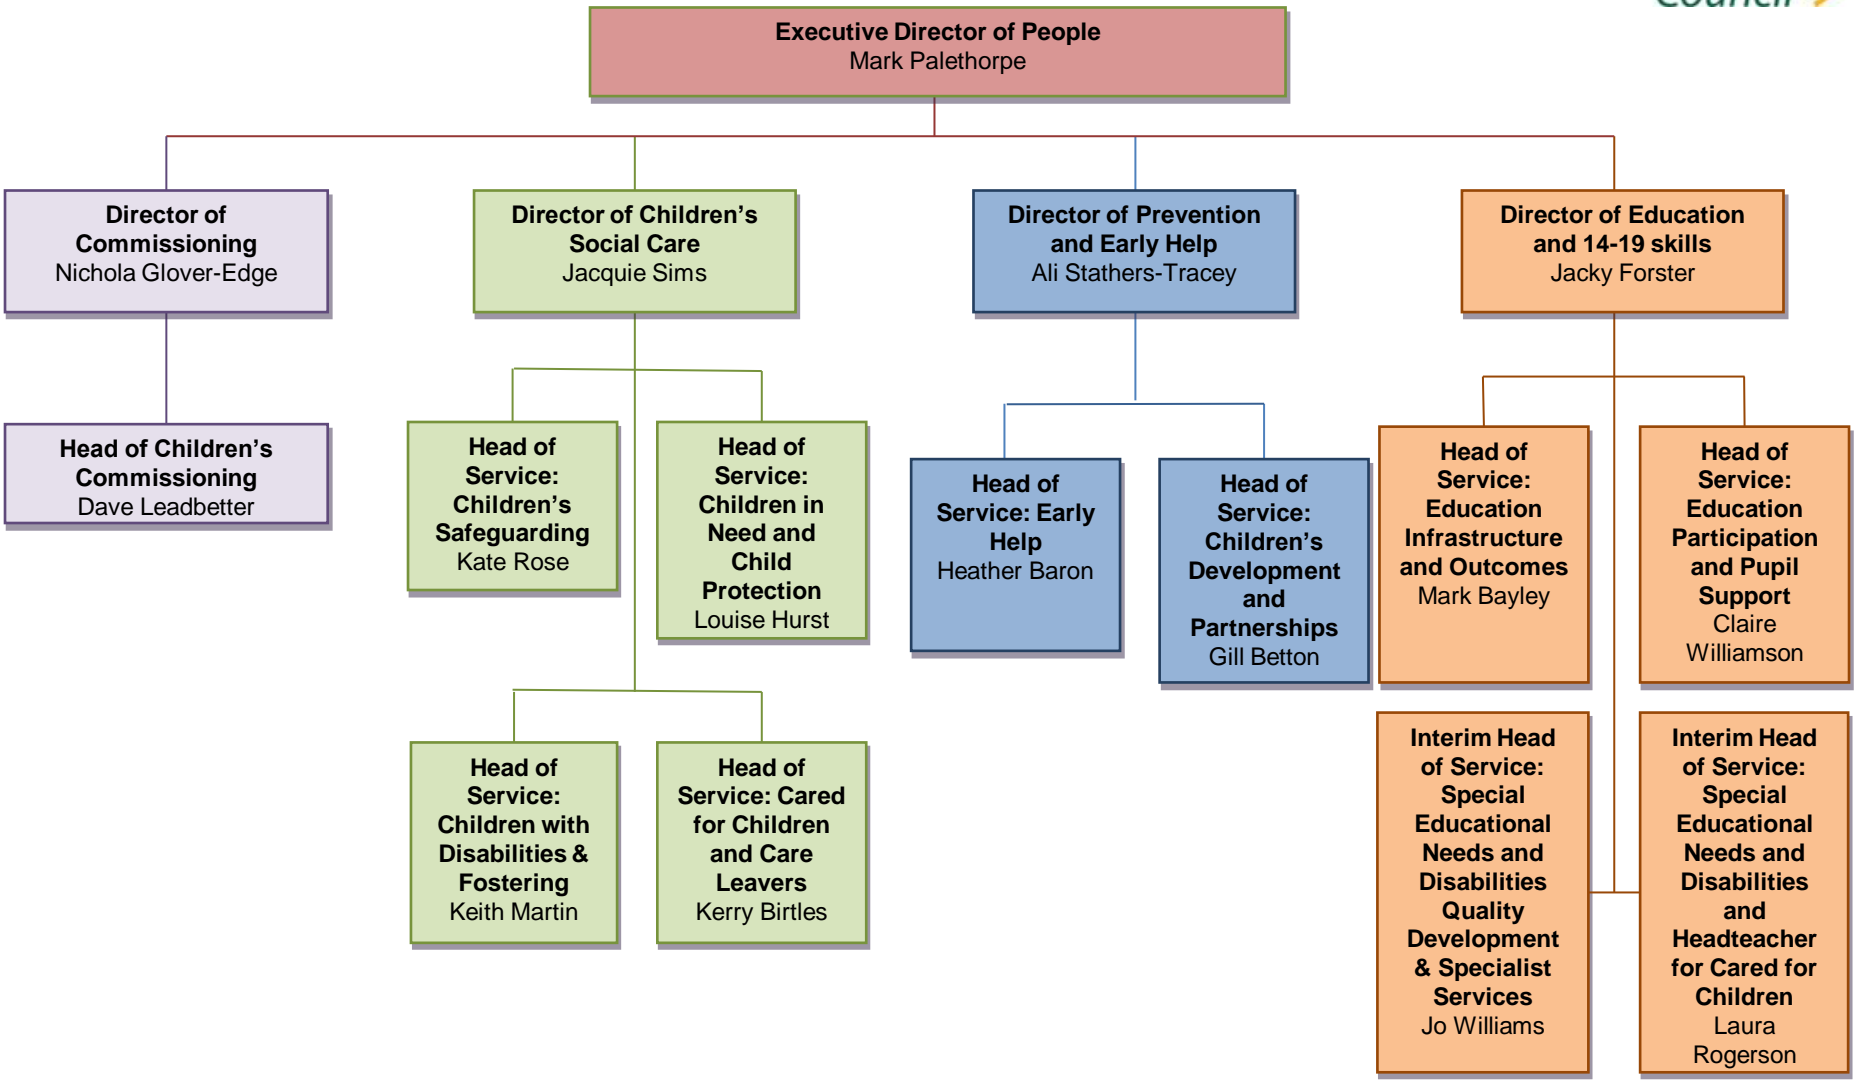 Council
Executive Director of People
Mark Palethorpe
Director of
Commissioning
Nichola Glover-Edge
Director of Children’s
Social Care
Jacquie Sims
Director of Prevention
and Early Help
Ali Stathers-Tracey
Director of Education
and 14-19 skills
Jacky Forster
Head of Children’s
Commissioning
Dave Leadbetter
Head of
Service:
Children’s
Safeguarding
Kate Rose
Head of
Service:
Children in
Need and
Child
Protection
Louise Hurst
Head of
Service: Early
Help
Heather Baron
Head of
Service:
Children’s
Development
and
Partnerships
Gill Betton
Head of
Service:
Education
Infrastructure
and Outcomes
Mark Bayley
Head of
Service:
Education
Participation
and Pupil
Support
Claire
Williamson
Head of
Service:
Children with
Disabilities &
Fostering
Keith Martin
Head of
Service: Cared
for Children
and Care
Leavers
Kerry Birtles
Interim Head
of Service:
Special
Educational
Needs and
Disabilities
Quality
Development
& Specialist
Services
Jo Williams
Interim Head
of Service:
Special
Educational
Needs and
Disabilities
and
Headteacher
for Cared for
Children
Laura
Rogerson